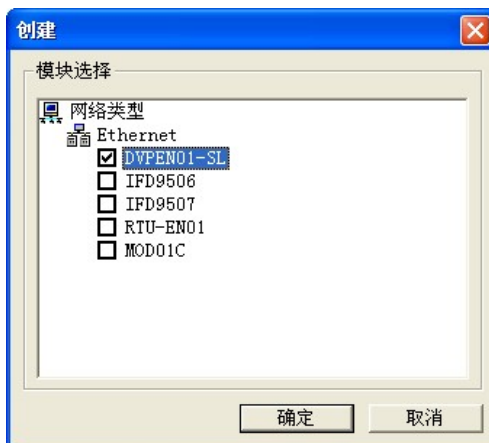 创建
模块选择
网络类型
Ethernet
DVPEN01-SL
IFD9506
IFD9507
RTU-EN01
MOD01C
确定
取消